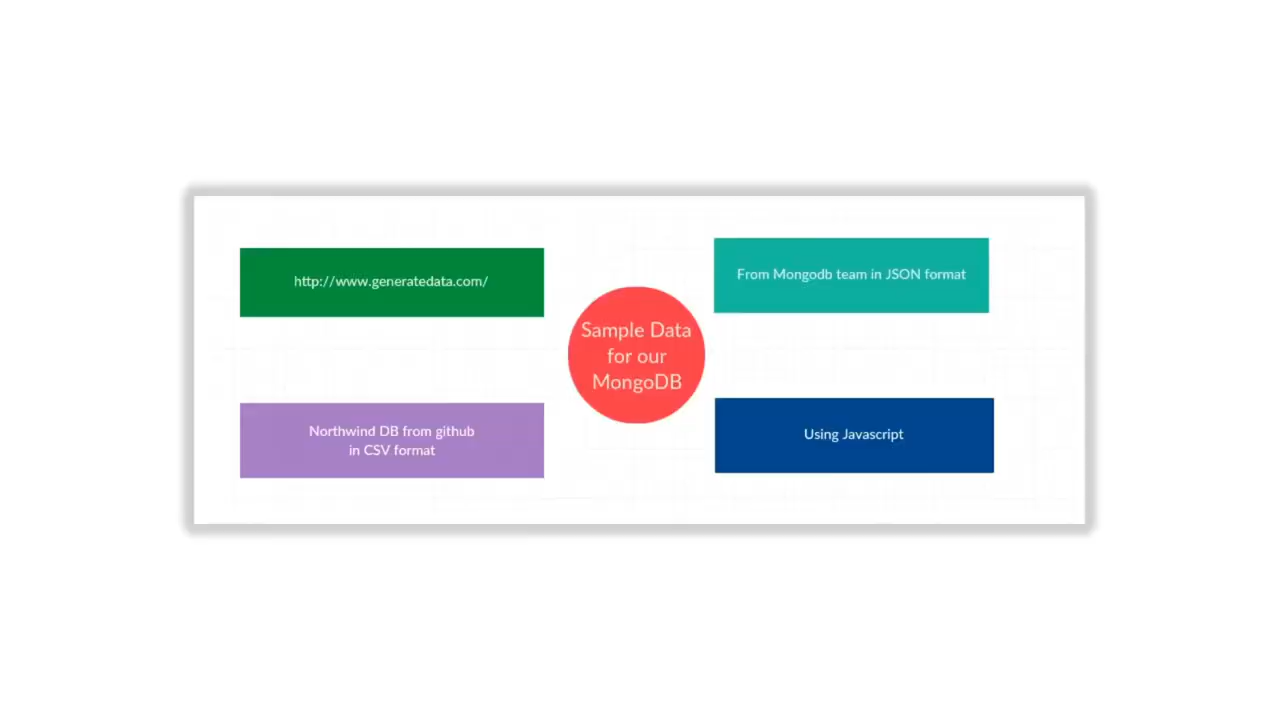 http://www.generatedata.com/
From Mongodb team in JSON format
Sample Data
for our
MongoDB
Northwind DB from github
in CSV format
Using Javascript